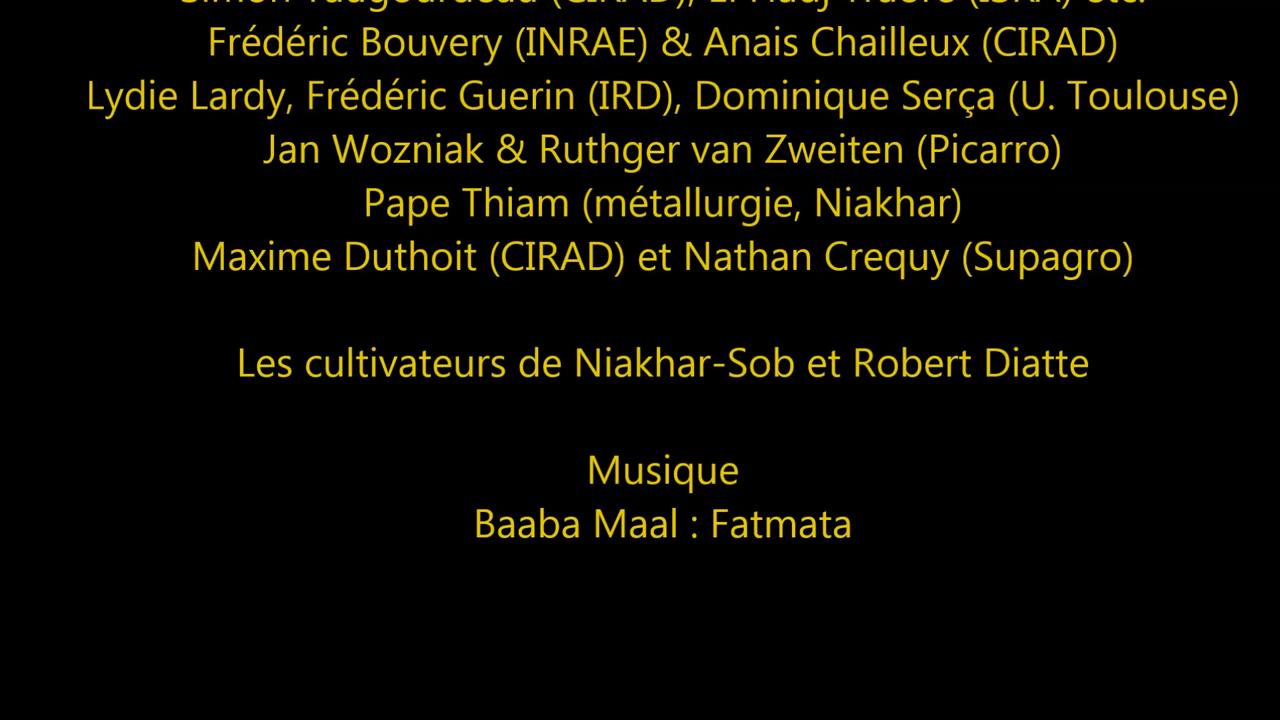 Frédéric Bouvery (INRAE) & Anais Chailleux (CIRAD)
Lydie Lardy, Frédéric Guerin (IRD), Dominique Serça (U. Toulouse)
Jan Wozniak & Ruthger van Zweiten (Picarro)
Pape Thiam (métallurgie, Niakhar)
Maxime Duthoit (CIRAD) et Nathan Crequy (Supagro)
Les cultivateurs de Niakhar-Sob et Robert Diatte
Musique
Baaba Maal : Fatmata